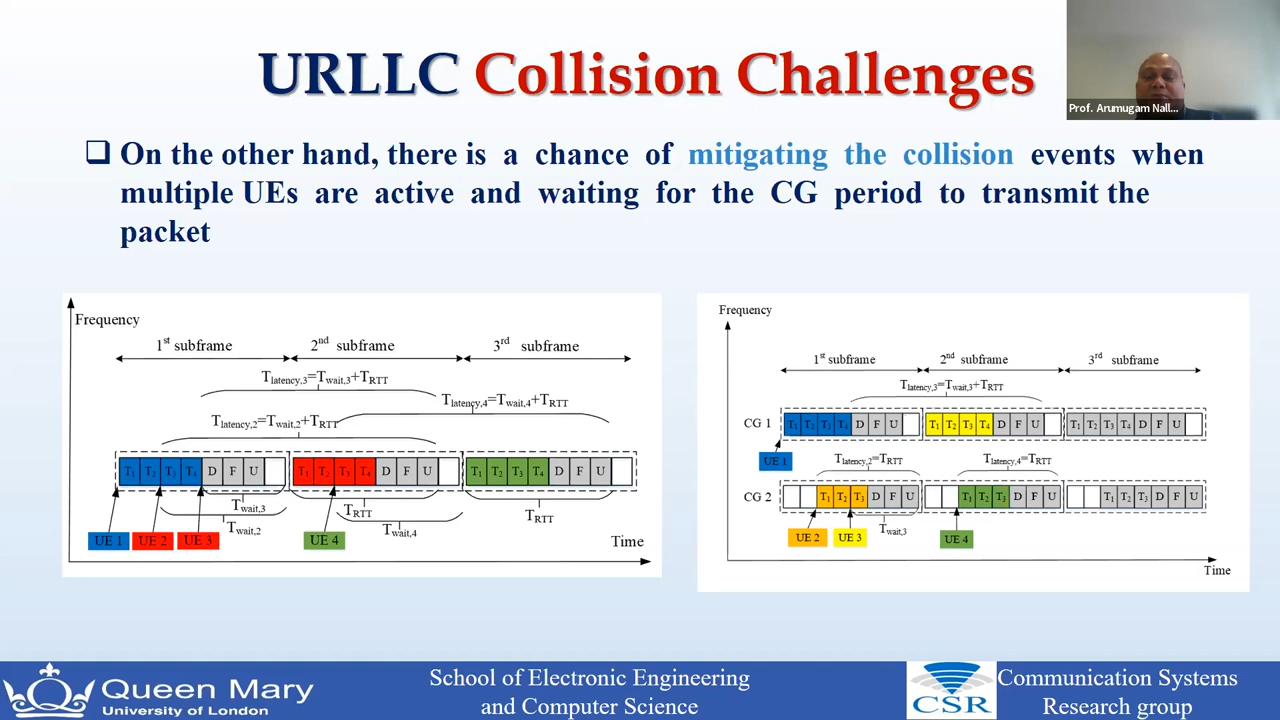 URLLC Collision Challenges
Prof. Arumugam Nall...
❑ On the other hand, there is a chance of mitigating the collision events when
multiple UEs are active and waiting for the CG period to transmit the
packet
Frequency
1st subframe 2nd subframe 3rd subframe
Tlatency,3=Twait,3+TRTT
Tlatency,4=Twait,4+TRTT
Tlatency,2=Twait,2+TRTT
T1 T2 T3 T4 D F U T1 T2 T3 T4 D F U T1 T2 T3 T4 D F U
Twait,3 TRTT TRTT
Twait,2 Twait,4
UE 1 UE 2 UE 3 UE 4 Time
Frequency
1st subframe 2nd subframe 3rd subframe
Tlatency,3=Twait,3+TRTT
CG 1 T1 T2 T3 T4 D F U T1 T2 T3 T4 D F U T1 T2 T3 T4 D F U
UE 1 Tlatency,2=TRTT Tlatency,4=TRTT
CG 2 T1 T2 T3 D F U T1 T2 T3 D F U T1 T2 T3 D F U
Twait,3
UE 2 UE 3 UE 4
Time
Queen Mary
University of London
School of Electronic Engineering
and Computer Science
CSR
Communication Systems
Research group